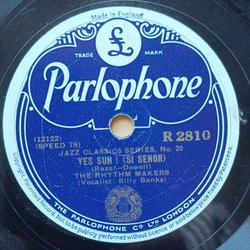 Made in England
£
TRADE MARK
Parlophone
(12122)
(SPEED 78)
R 2810
JAZZ CLASSICS SERIES, No. 20
YES SUH! (SI SENOR)
(Razaf-Dowell)
THE RHYTHM MAKERS
(Vocalist: Billy Banks)
THE PARLOPHONE Co LTD LONDON